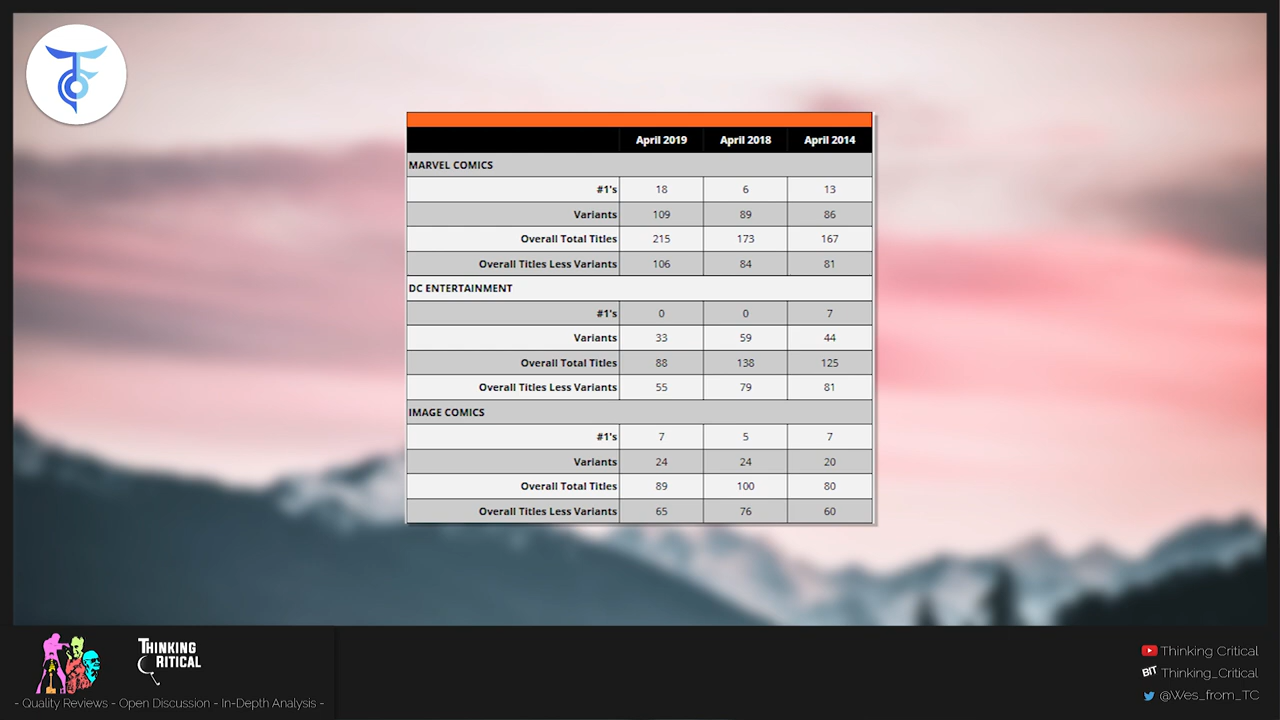 April 2019 April 2018 April 2014
MARVEL COMICS
#1's 18 6 13
Variants 109 89 86
Overall Total Titles 215 173 167
Overall Titles Less Variants 106 84 81
DC ENTERTAINMENT
#1's 0 0 7
Variants 33 59 44
Overall Total Titles 88 138 125
Overall Titles Less Variants 55 79 81
IMAGE COMICS
#1's 7 5 7
Variants 24 24 20
Overall Total Titles 89 100 80
Overall Titles Less Variants 65 76 60
THINKING
CRITICAL
- Quality Reviews - Open Discussion - In-Depth Analysis -
Thinking Critical
BIT Thinking_Critical
@Wes_from_TC